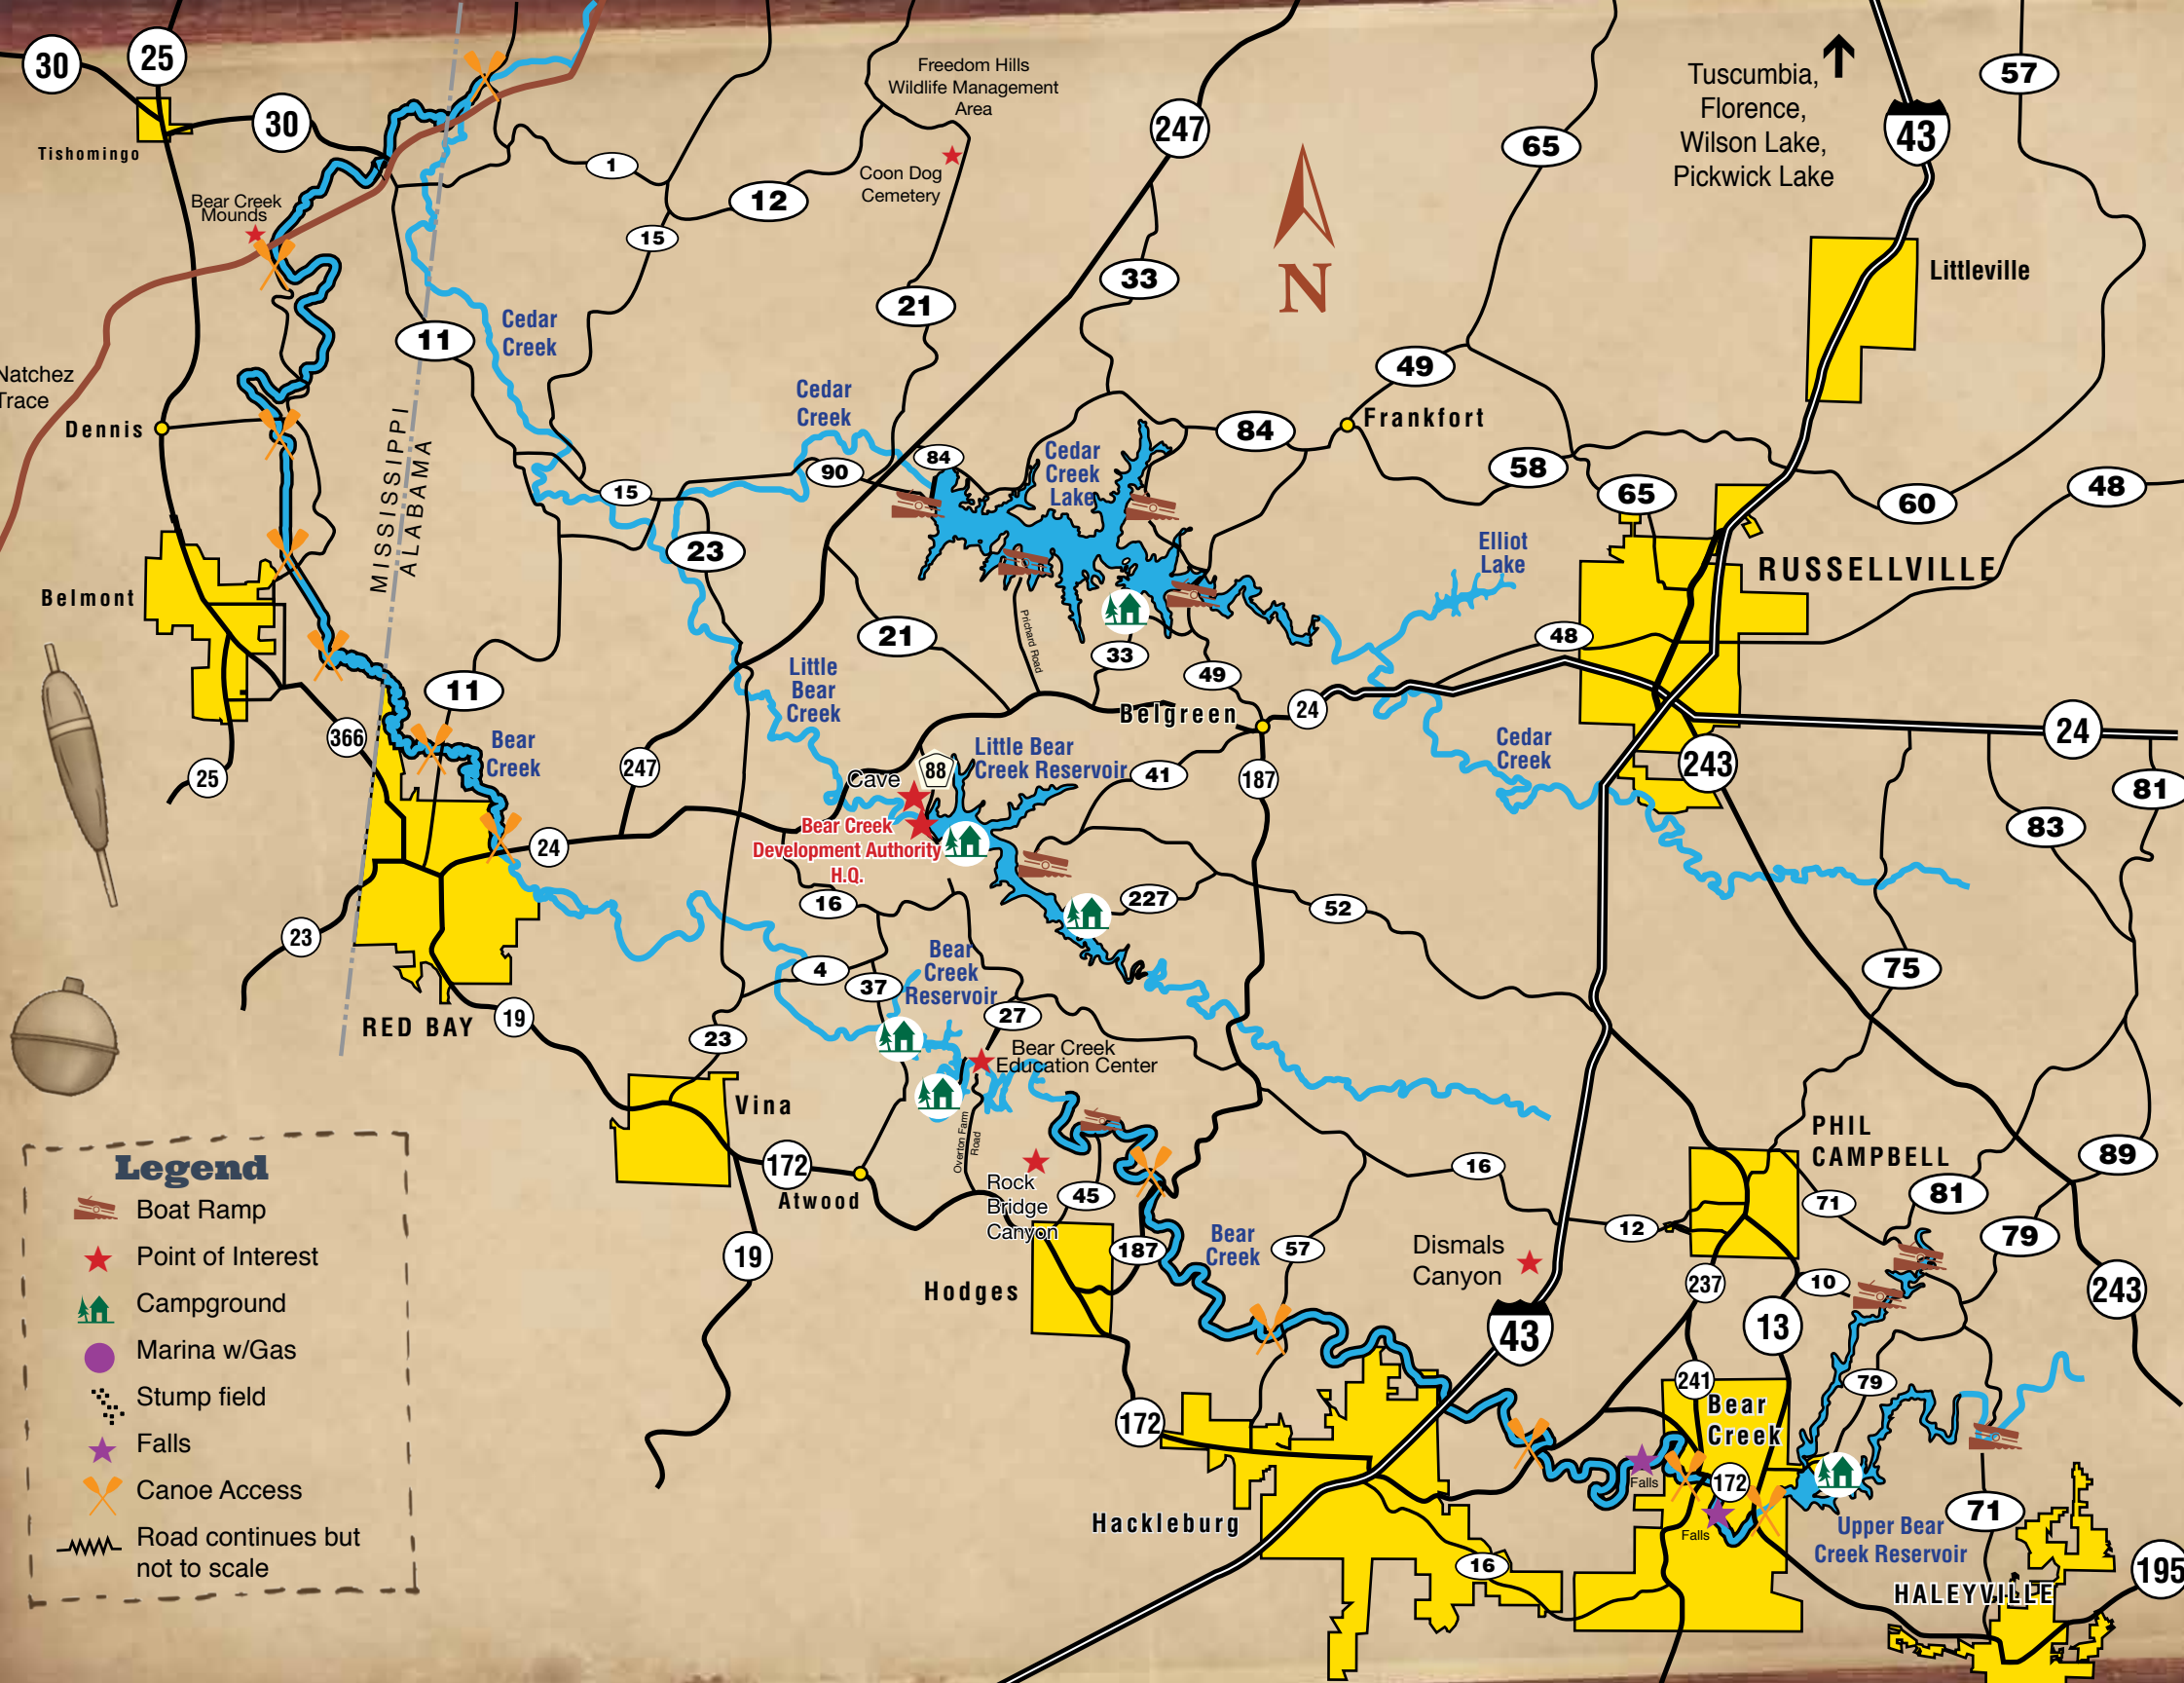 30
25
30
Tishomingo
Bear Creek
Mounds
Natchez
Trace
Dennis
Belmont
MISSISSIPPI
ALABAMA
1
12
15
11
Cedar
Creek
Freedom Hills
Wildlife Management
Area
Coon Dog
Cemetery
21
247
33
N
65
Tuscumbia,
Florence,
Wilson Lake,
Pickwick Lake
43
57
Littleville
49
Frankfort
84
58
65
60
48
RUSSELLVILLE
Cedar
Creek
84
90
Cedar
Creek
Lake
15
23
21
Prichard Road
33
49
Elliot
Lake
48
Belgreen
24
24
243
Cedar
Creek
81
83
75
11
366
25
Bear
Creek
247
Little
Bear
Creek
Cave
88
Little Bear
Creek Reservoir
41
187
Bear Creek
Development Authority
H.Q.
24
23
RED BAY
19
16
227
52
4
37
Bear
Creek
Reservoir
27
Bear Creek
Education Center
23
Vina
172
Atwood
19
Overton Farm
Road
Rock
Bridge
Canyon
45
187
Hodges
Bear
Creek
57
16
12
Dismals
Canyon
43
PHIL
CAMPBELL
71
81
89
79
243
237
10
13
79
241
Bear
Creek
172
Falls
Falls
172
Hackleburg
16
Upper Bear
Creek Reservoir
71
HALEYVILLE
195
Legend
Boat Ramp
Point of Interest
Campground
Marina w/Gas
Stump field
Falls
Canoe Access
Road continues but
not to scale